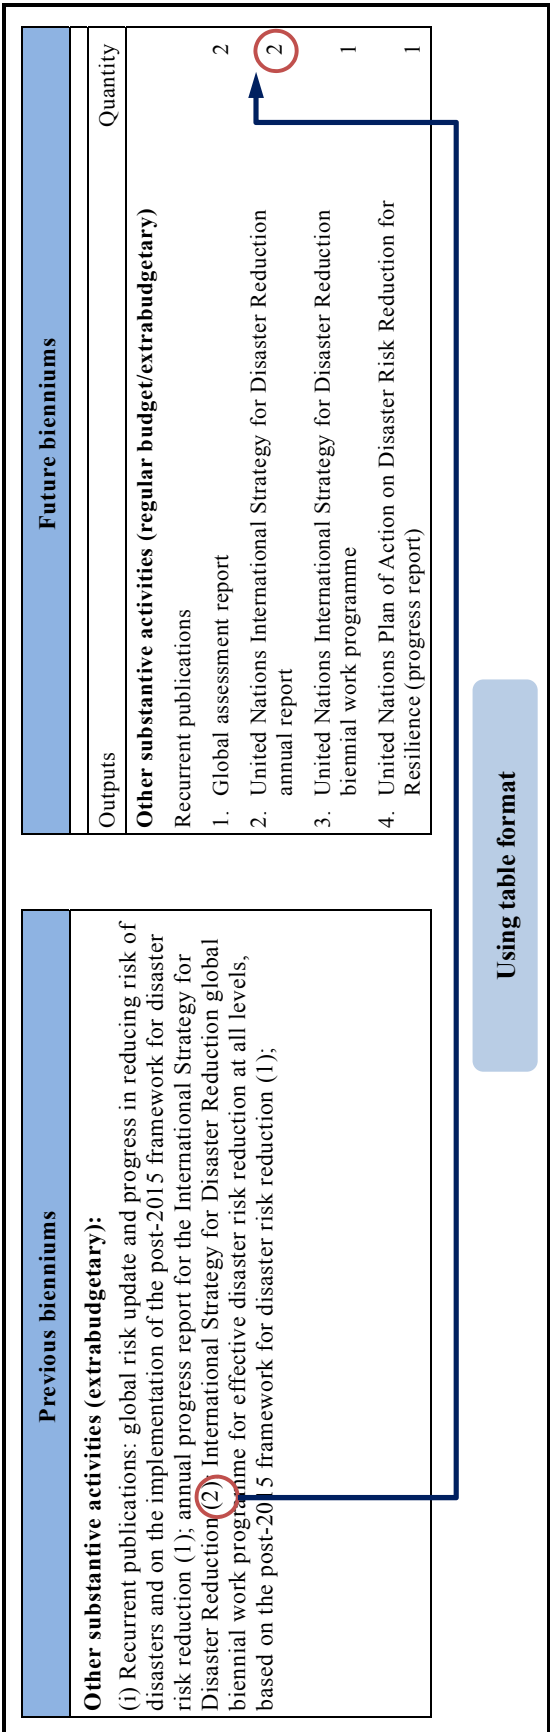 Previous bienniums
Other substantive activities (extrabudgetary):
(i) Recurrent publications: global risk update and progress in reducing risk of
disasters and on the implementation of the post-2015 framework for disaster
risk reduction (1); annual progress report for the International Strategy for
Disaster Reduction (2); International Strategy for Disaster Reduction global
biennial work programme for effective disaster risk reduction at all levels,
based on the post-2015 framework for disaster risk reduction (1);
Future bienniums
Outputs Quantity
Other substantive activities (regular budget/extrabudgetary)
Recurrent publications
1. Global assessment report 2
2. United Nations International Strategy for Disaster Reduction 2
annual report
3. United Nations International Strategy for Disaster Reduction 1
biennial work programme
4. United Nations Plan of Action on Disaster Risk Reduction for 1
Resilience (progress report)
Using table format